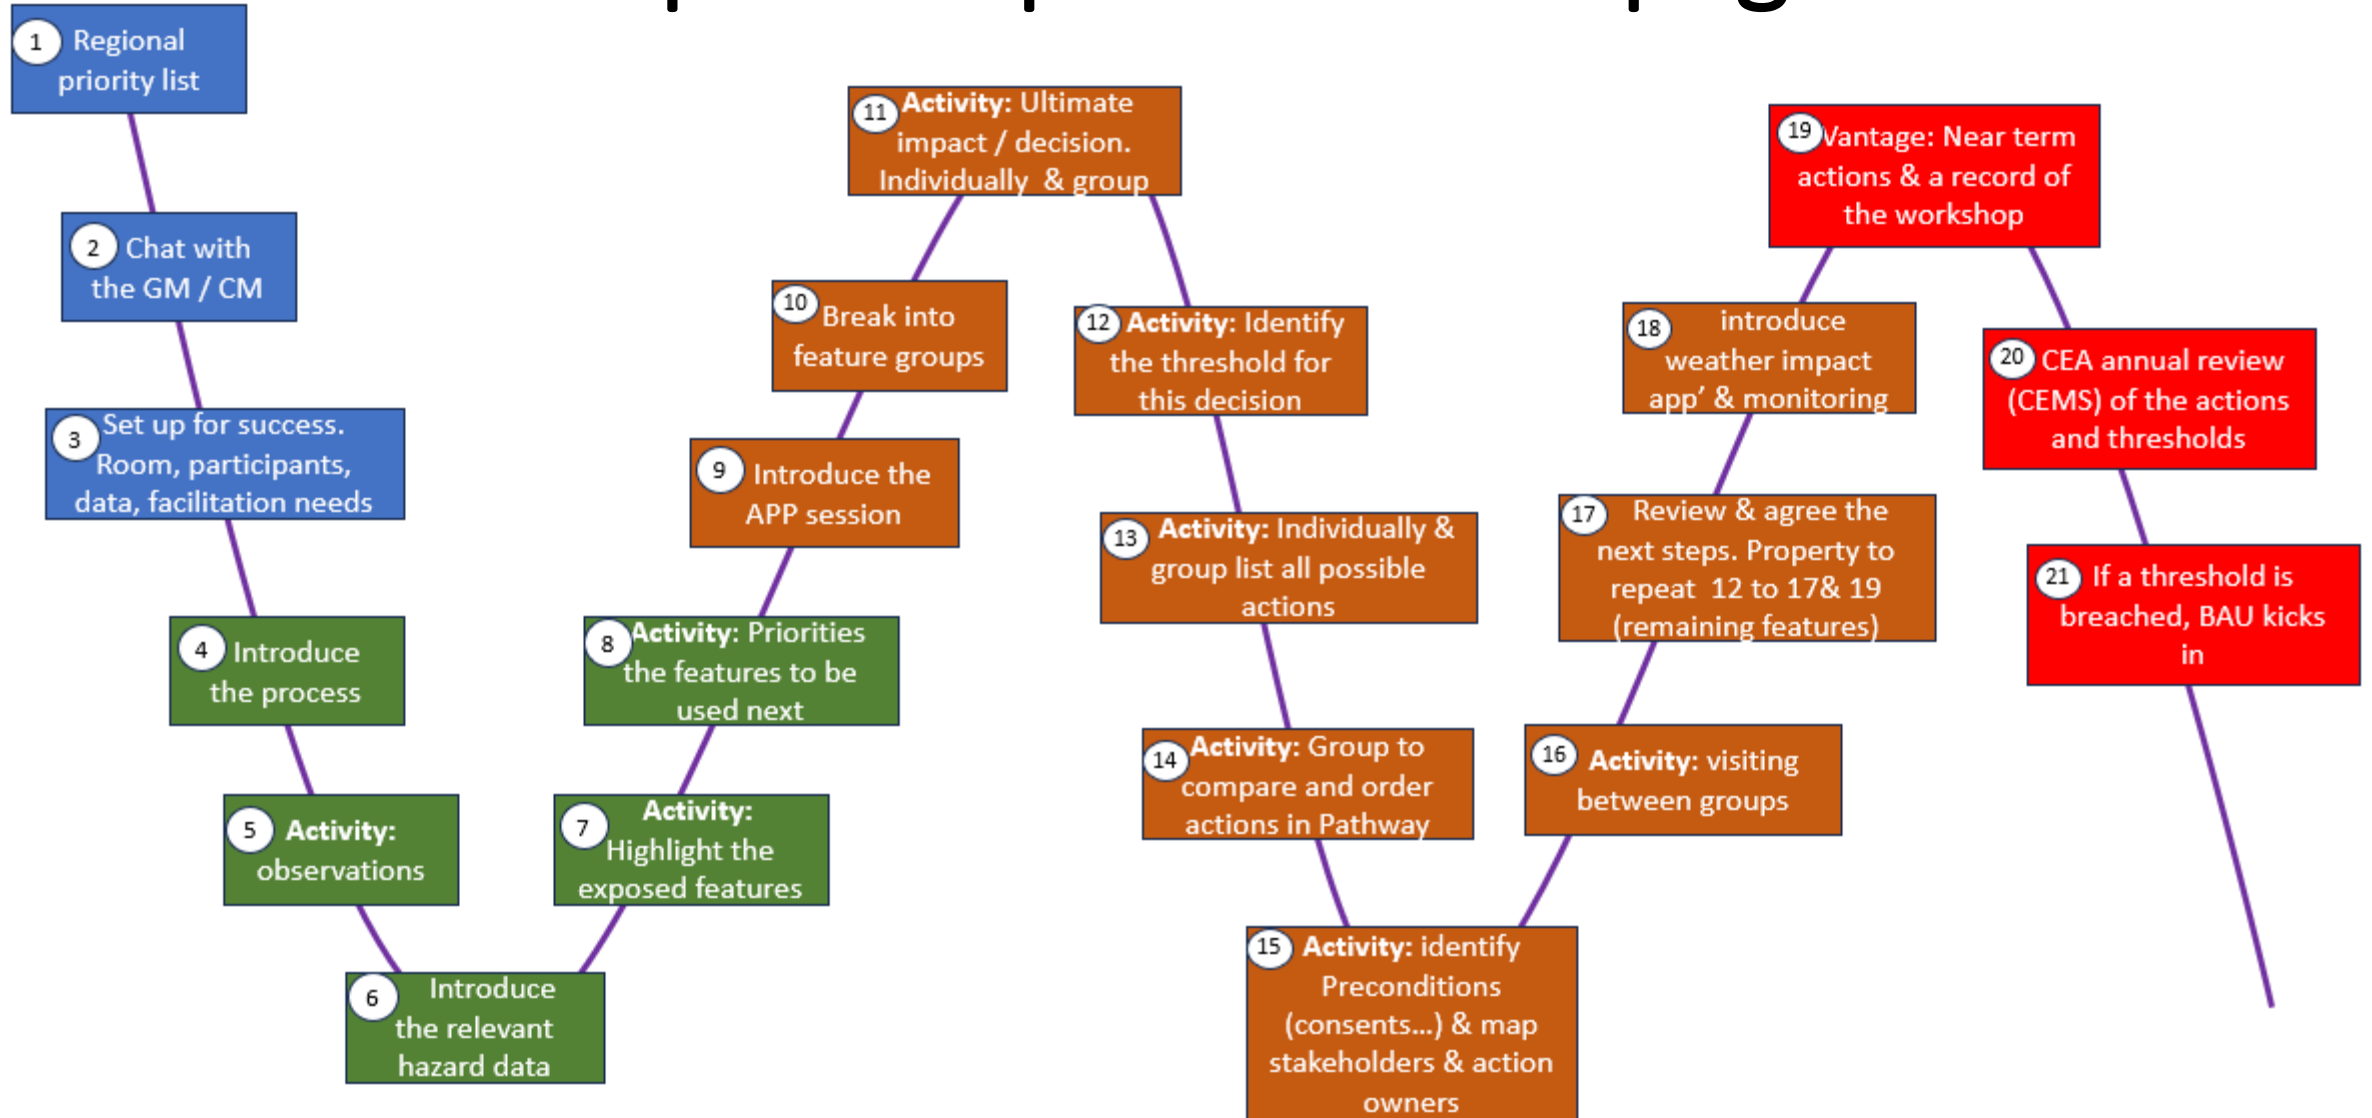 1 Regional
priority list
2 Chat with
the GM / CM
3 Set up for success.
Room, participants,
data, facilitation needs
4 Introduce
the process
5 Activity:
observations
6 Introduce
the relevant
hazard data
7 Activity:
Highlight the
exposed features
8 Activity: Priorities
the features to be
used next
9 Introduce the
APP session
10 Break into
feature groups
11 Activity: Ultimate
impact / decision.
Individually & group
12 Activity: Identify
the threshold for
this decision
13 Activity: Individually &
group list all possible
actions
14 Activity: Group to
compare and order
actions in Pathway
15 Activity: identify
Preconditions
(consents...) & map
stakeholders & action
owners
16 Activity: visiting
between groups
17 Review & agree the
next steps. Property to
repeat 12 to 17& 19
(remaining features)
18 introduce
weather impact
app’ & monitoring
19 Vantage: Near term
actions & a record of
the workshop
20 CEA annual review
(CEMS) of the actions
and thresholds
21 If a threshold is
breached, BAU kicks
in